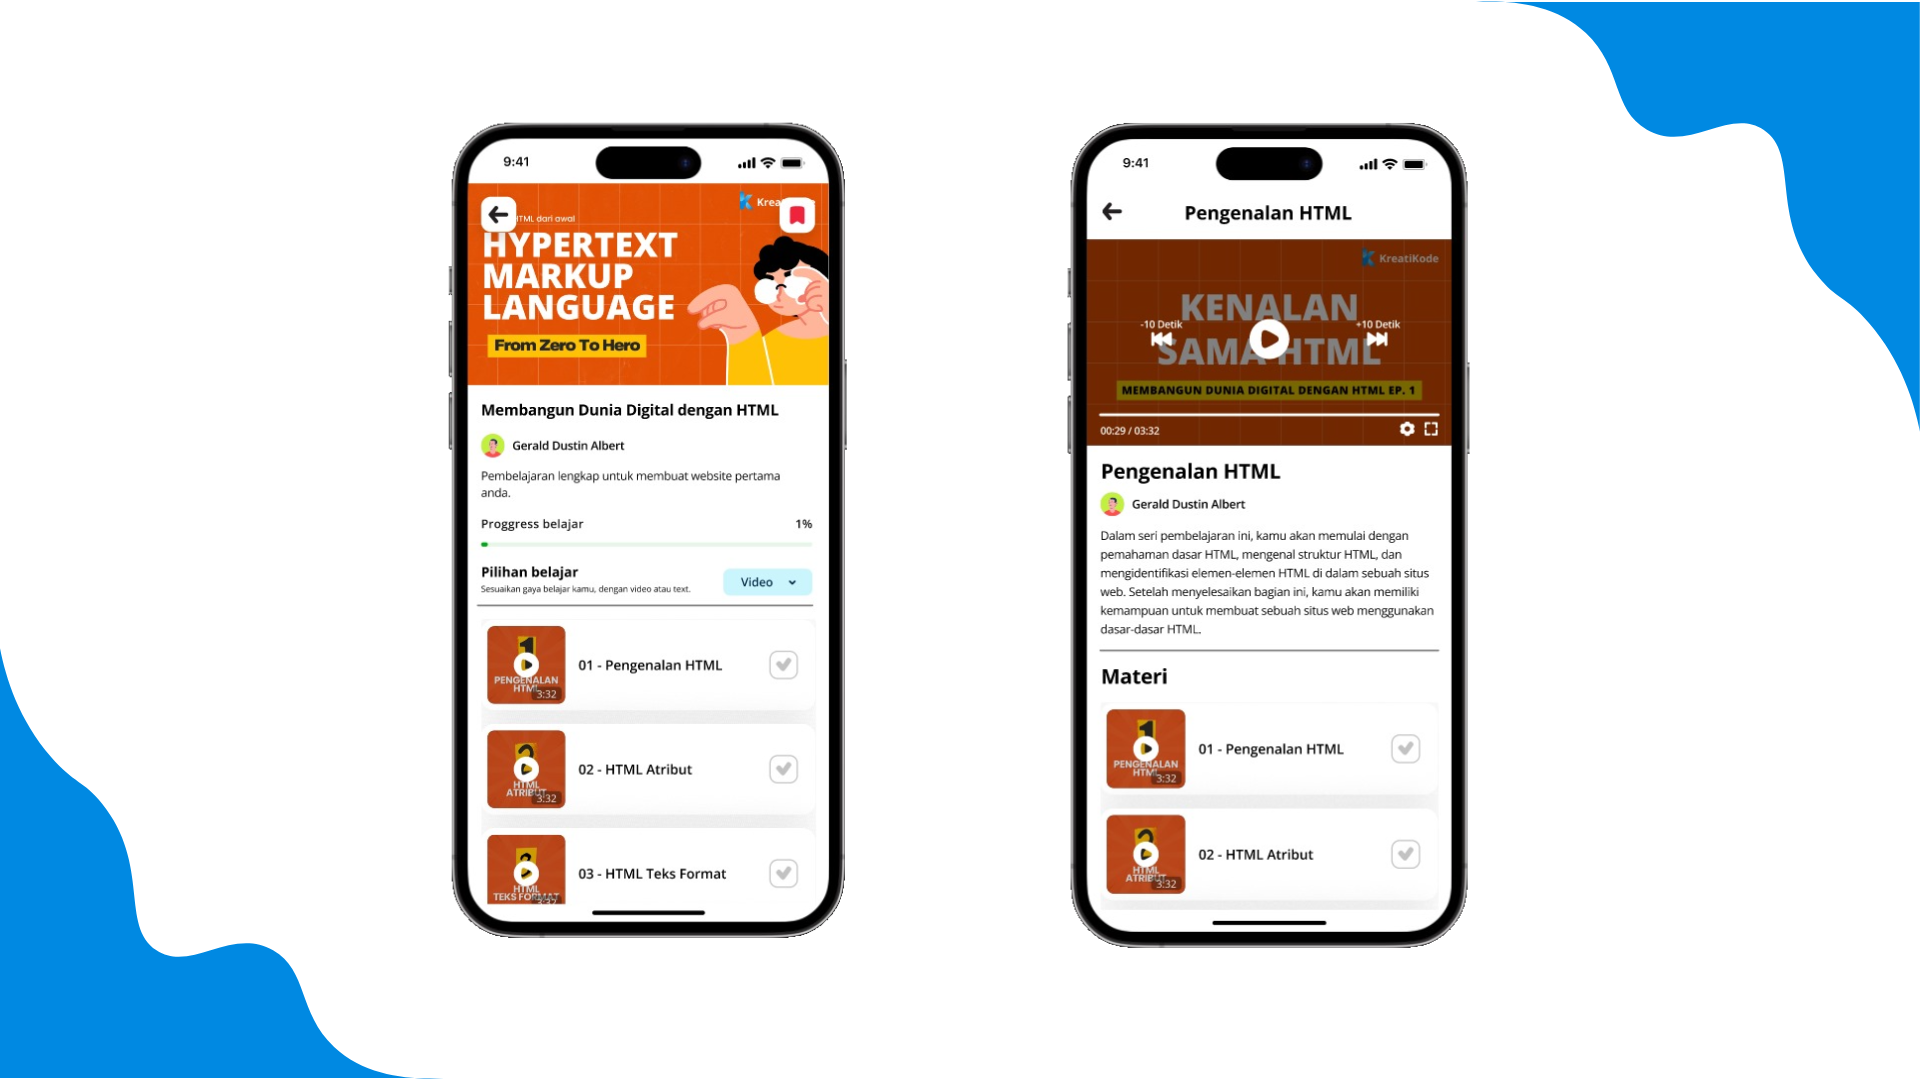 9:41
KreatiKode
HTML dari awal
HYPERTEXT
MARKUP
LANGUAGE
From Zero To Hero
Membangun Dunia Digital dengan HTML
Gerald Dustin Albert
Pembelajaran lengkap untuk membuat website pertama
anda.
Proggress belajar 1%
Pilihan belajar
Sesuaikan gaya belajar kamu, dengan video atau text.
Video
1
PENGENALAN
HTML
3:32
01 - Pengenalan HTML
2
HTML
ATRIBUT
3:32
02 - HTML Atribut
HTML
TEKS FORMAT
3:32
03 - HTML Teks Format
9:41
Pengenalan HTML
KreatiKode
KENALAN
SAMA HTML
-10 Detik
+10 Detik
MEMBANGUN DUNIA DIGITAL DENGAN HTML EP. 1
00:29 / 03:32
Pengenalan HTML
Gerald Dustin Albert
Dalam seri pembelajaran ini, kamu akan memulai dengan
pemahaman dasar HTML, mengenal struktur HTML, dan
mengidentifikasi elemen-elemen HTML di dalam sebuah situs
web. Setelah menyelesaikan bagian ini, kamu akan memiliki
kemampuan untuk membuat sebuah situs web menggunakan
dasar-dasar HTML.
Materi
1
PENGENALAN
HTML
3:32
01 - Pengenalan HTML
2
HTML
ATRIBUT
3:32
02 - HTML Atribut